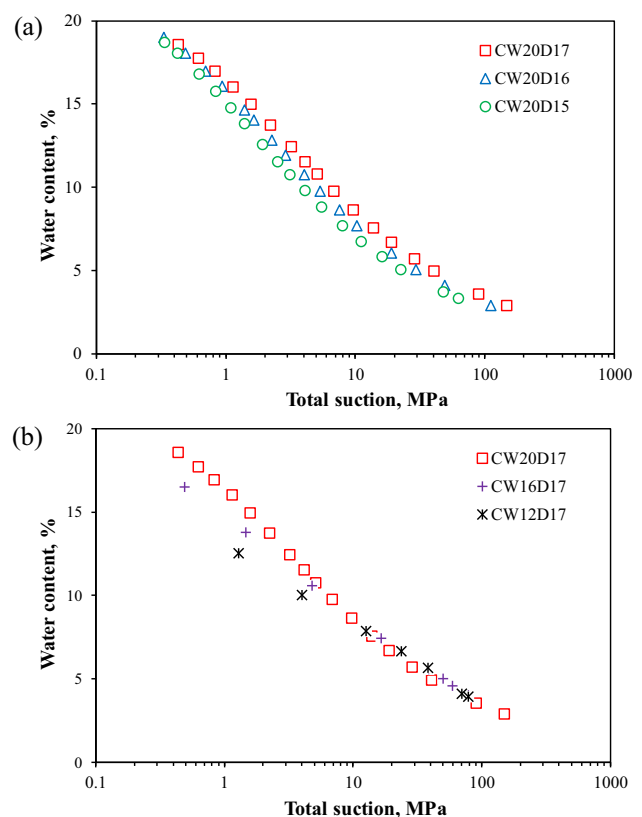 (a)
20
15
10
5
0
Water content, %
CW20D17
CW20D16
CW20D15
0.1 1 10 100 1000
Total suction, MPa
(b)
20
15
10
5
0
Water content, %
CW20D17
CW16D17
CW12D17
0.1 1 10 100 1000
Total suction, MPa